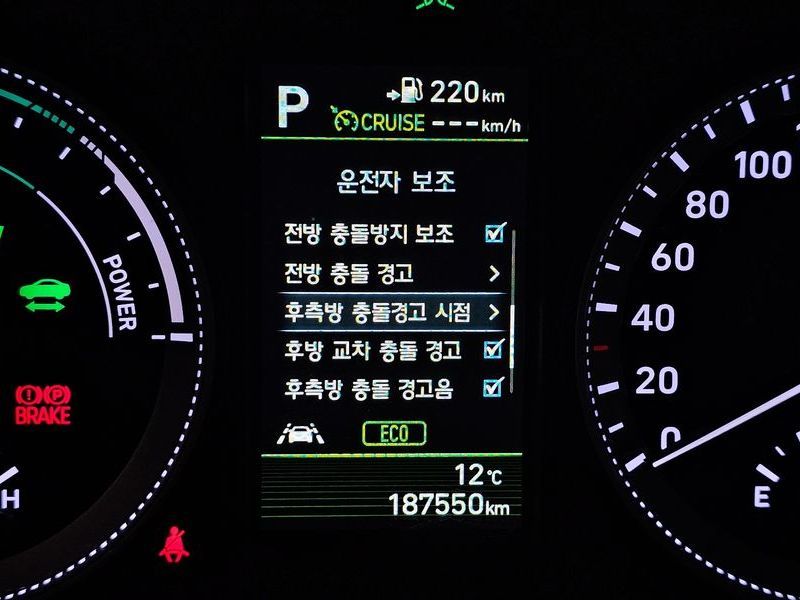 P 220 km
CRUISE ---km/h
운전자 보조
전방 충돌방지 보조
전방 충돌 경고
후측방 충돌경고 시점
후방 교차 충돌 경고
후측방 충돌 경고음
ECO
12℃
187550km
POWER
BRAKE
H
100
80
60
40
20
0
E